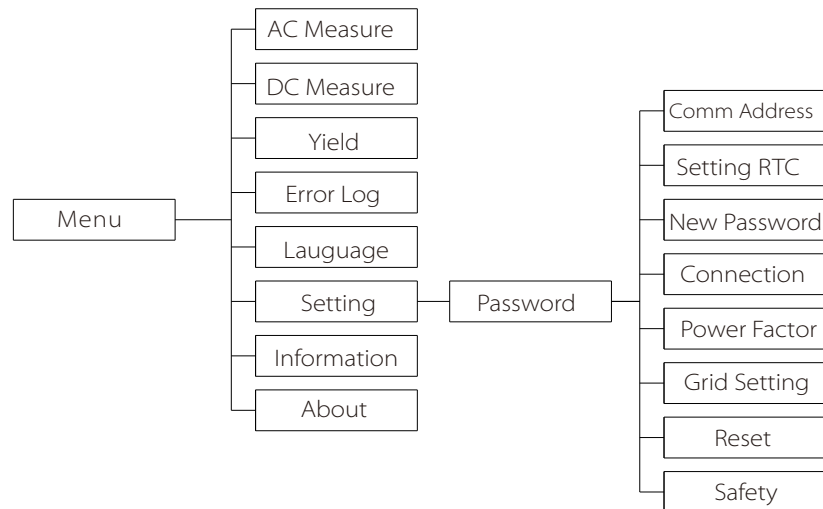 Menu
AC Measure
DC Measure
Yield
Error Log
Lauguage
Setting
Information
About
Password
Comm Address
Setting RTC
New Password
Connection
Power Factor
Grid Setting
Reset
Safety